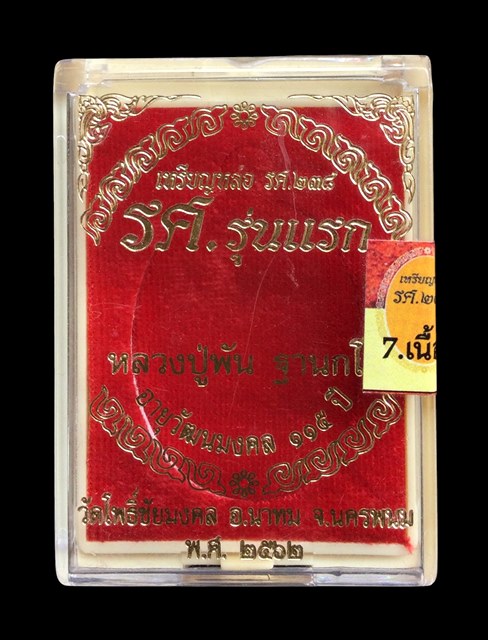 เหรียญหล่อ รศ.๒๓๘
รศ. รุ่นแรก
หลวงปู่พัน ฐานกโ
อายุวัฒนมงคล ๑๑๕ ปี
วัดโพธิ์ชัยมงคล อ.นาทม จ.นครพนม
พ.ศ. ๒๕๖๒
เหรียญ
รศ.๒
7.เนื้